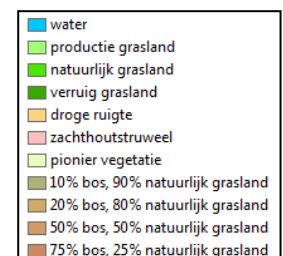 water
productie grasland
natuurlijk grasland
verruig grasland
droge ruigte
zachthoutstruweel
pionier vegetatie
10% bos, 90% natuurlijk grasland
20% bos, 80% natuurlijk grasland
50% bos, 50% natuurlijk grasland
75% bos, 25% natuurlijk grasland